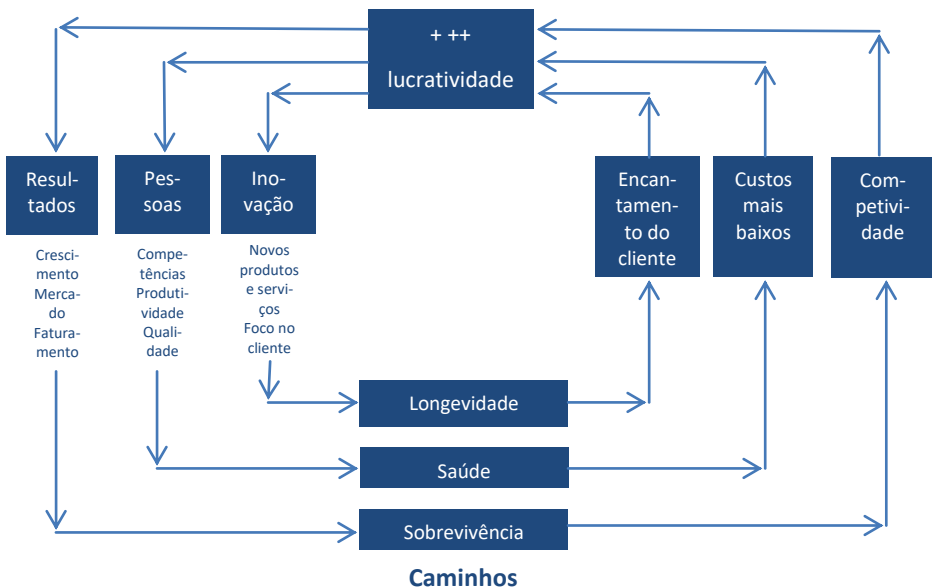 + ++
lucratividade
Resul-
tados
Pes-
soas
Ino-
vação
Encan-
tamen-
to do
cliente
Custos
mais
baixos
Com-
petivi-
dade
Cresci-
mento
Merca-
do
Fatura-
mento
Compe-
tências
Produti-
vidade
Quali-
dade
Novos
produtos
e servi-
ços
Foco no
cliente
Longevidade
Saúde
Sobrevivência
Caminhos